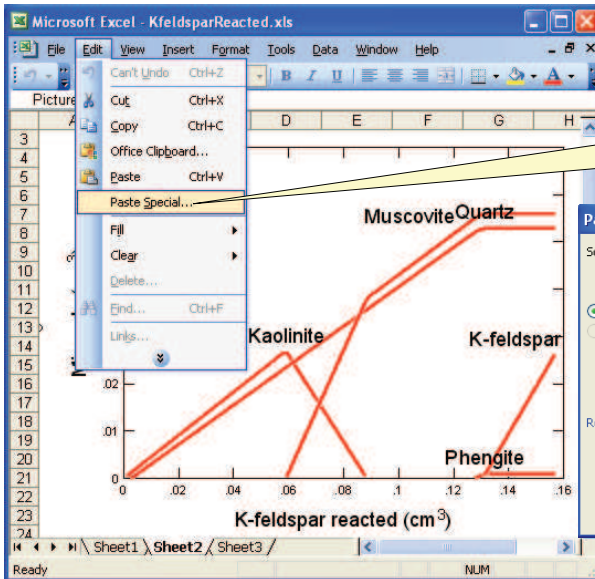 Microsoft Excel - KfeldsparReacted.xls
File Edit View Insert Format Tools Data Window Help
B I U A
Picture
Can't Undo Ctrl+Z
Cut Ctrl+X
Copy Ctrl+C
Office Clipboard...
Paste Ctrl+V
Paste Special...
Fill
Clear
Delete...
Find... Ctrl+F
Links...
A D E F G H
3
4
5
6
7
8
9
10
11
12
13
14
15
16
17
18
19
20
21
22
23
24
Muscovite Quartz
Kaolinite
K-feldspar
Phengite
.02
.01
0
0 .02 .04 .06 .08 .1 .12 .14 .16
K-feldspar reacted (cm3)
Sheet1 Sheet2 Sheet3
Ready NUM